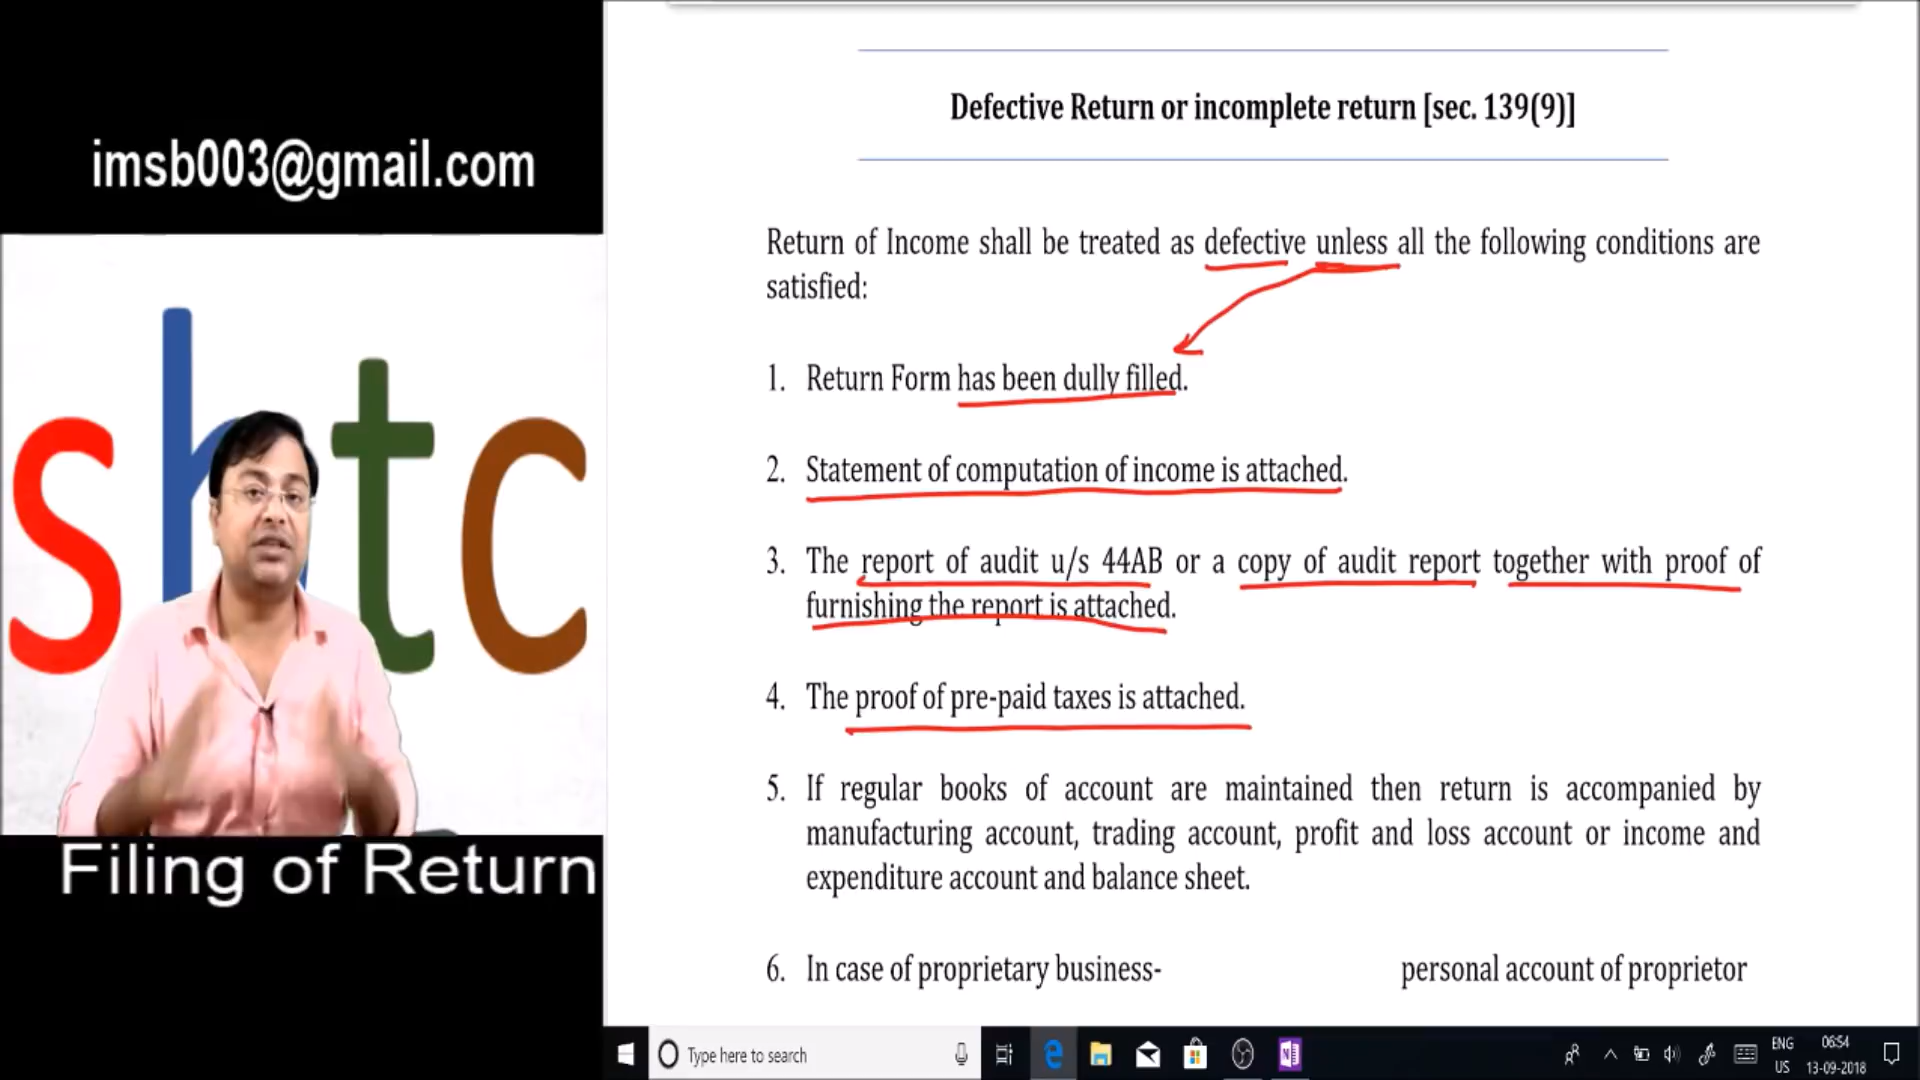 imsb003@gmail.com
shtc
Filing of Return
Defective Return or incomplete return [sec. 139(9)]
Return of Income shall be treated as defective unless all the following conditions are
satisfied:
1. Return Form has been dully filled.
2. Statement of computation of income is attached.
3. The report of audit u/s 44AB or a copy of audit report together with proof of
furnishing the report is attached.
4. The proof of pre-paid taxes is attached.
5. If regular books of account are maintained then return is accompanied by
manufacturing account, trading account, profit and loss account or income and
expenditure account and balance sheet.
6. In case of proprietary business- personal account of proprietor
Type here to search
ENG
US
06:54
13-09-2018